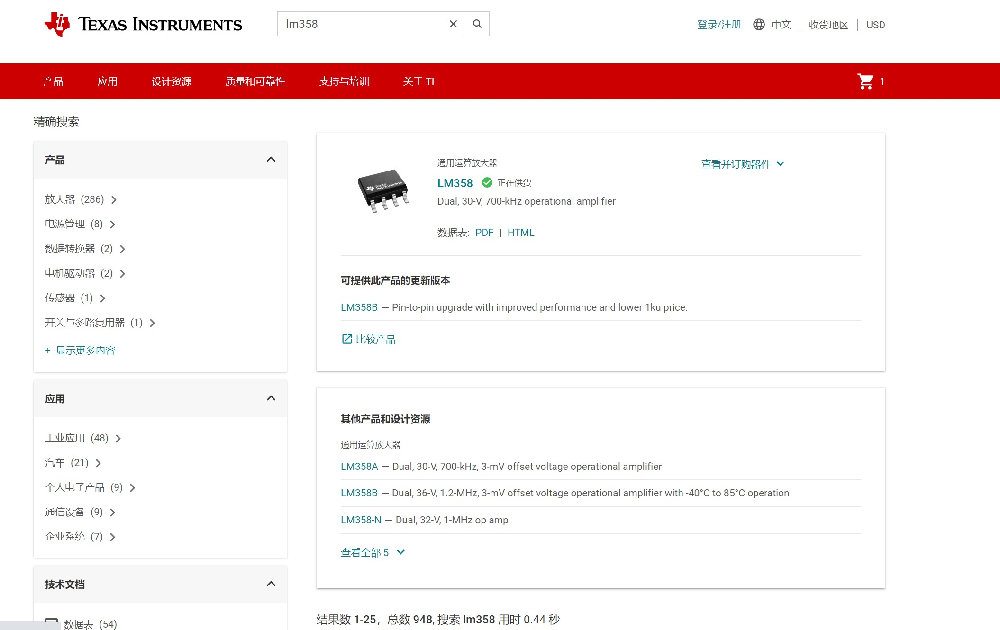 TEXAS INSTRUMENTS
lm358
登录/注册 中文 收货地区 USD
产品 应用 设计资源 质量和可靠性 支持与培训 关于 TI 1
精确搜索
产品
放大器 (286)
电源管理 (8)
数据转换器 (2)
电机驱动器 (2)
传感器 (1)
开关与多路复用器 (1)
+ 显示更多内容
应用
工业应用 (48)
汽车 (21)
个人电子产品 (9)
通信设备 (9)
企业系统 (7)
技术文档
数据表 (54)
TEXAS INSTRUMENTS
通用运算放大器
LM358 正在供货
Dual, 30-V, 700-kHz operational amplifier
数据表: PDF | HTML
查看并订购器件
可提供此产品的更新版本
LM358B — Pin-to-pin upgrade with improved performance and lower 1ku price.
比较产品
其他产品和设计资源
通用运算放大器
LM358A — Dual, 30-V, 700-kHz, 3-mV offset voltage operational amplifier
LM358B — Dual, 36-V, 1.2-MHz, 3-mV offset voltage operational amplifier with -40°C to 85°C operation
LM358-N — Dual, 32-V, 1-MHz op amp
查看全部 5
结果数 1-25，总数 948, 搜索 lm358 用时 0.44 秒